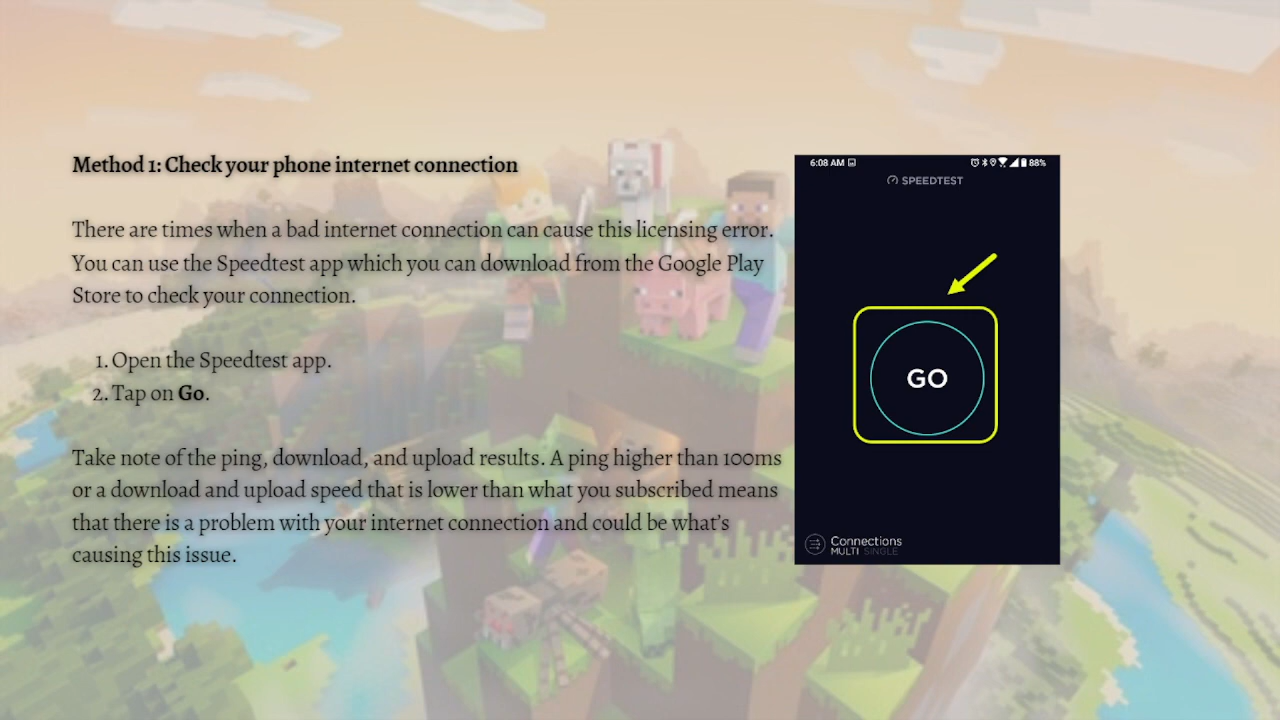 Method 1: Check your phone internet connection
There are times when a bad internet connection can cause this licensing error.
You can use the Speedtest app which you can download from the Google Play
Store to check your connection.
1. Open the Speedtest app.
2. Tap on Go.
Take note of the ping, download, and upload results. A ping higher than 100ms
or a download and upload speed that is lower than what you subscribed means
that there is a problem with your internet connection and could be what's
causing this issue.
6:08 AM 88%
SPEEDTEST
GO
Connections
MULTI SINGLE